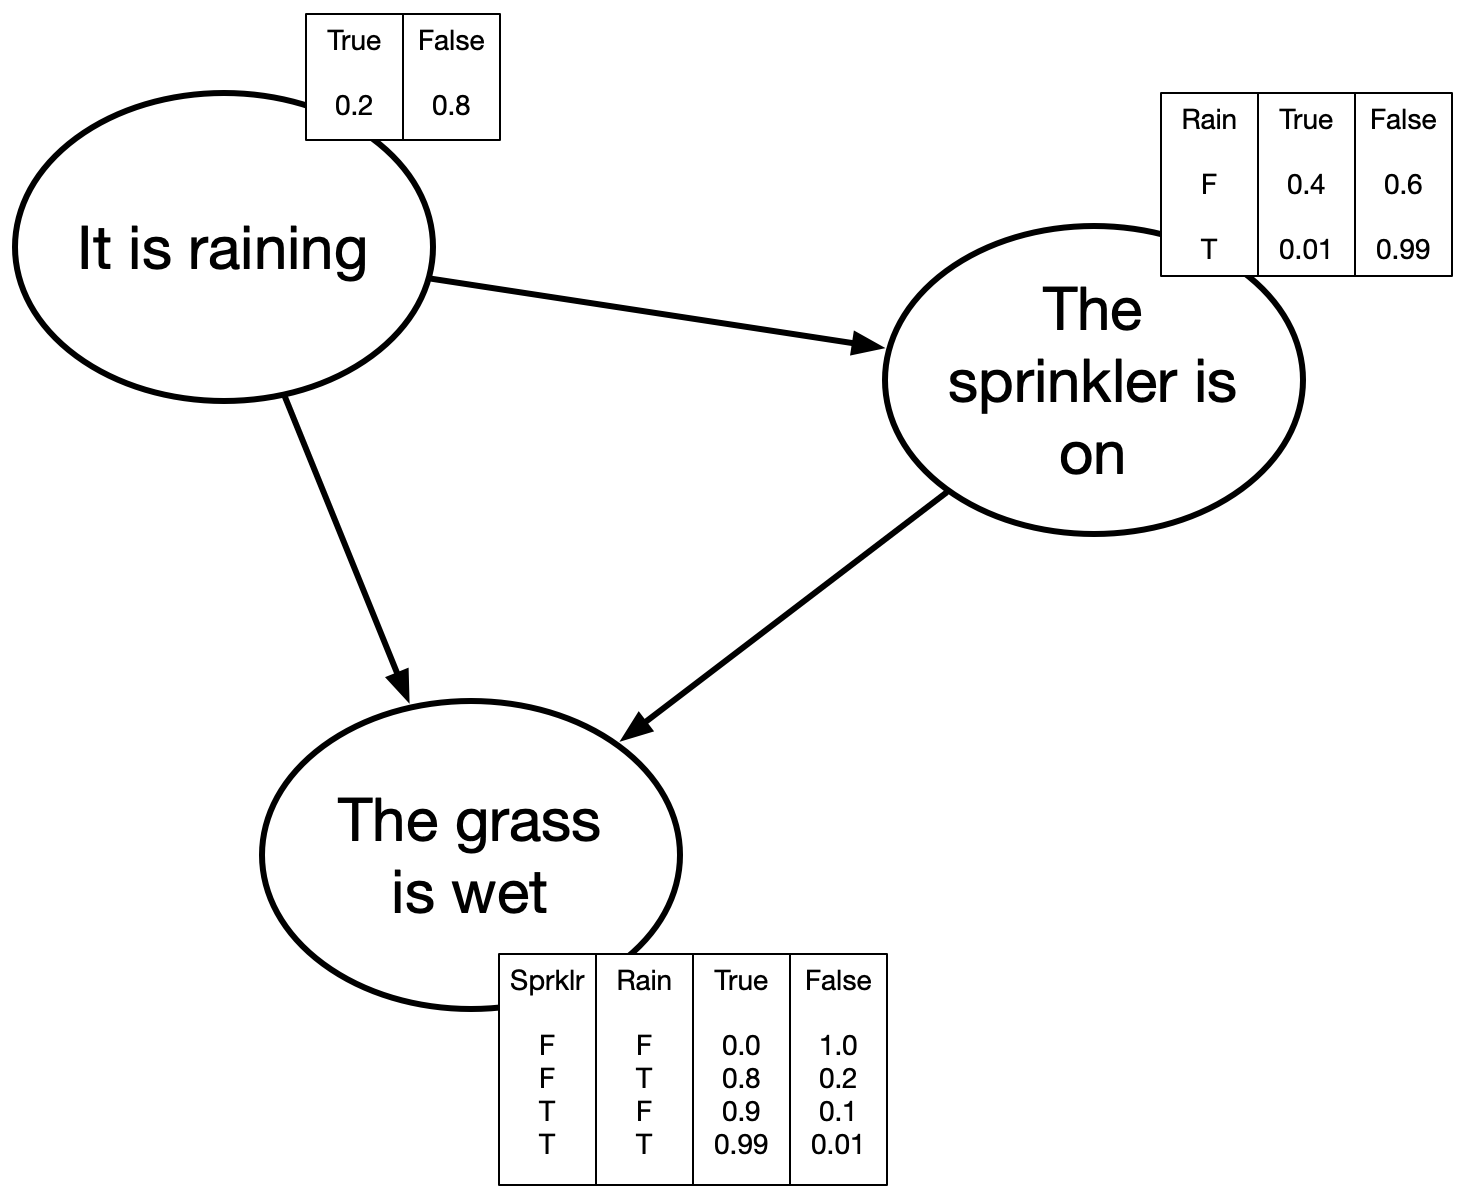 True False
0.2 0.8
It is raining
Rain True False
F 0.4 0.6
T 0.01 0.99
The
sprinkler is
on
The grass
is wet
Sprklr Rain True False
F F 0.0 1.0
F T 0.8 0.2
T F 0.9 0.1
T T 0.99 0.01